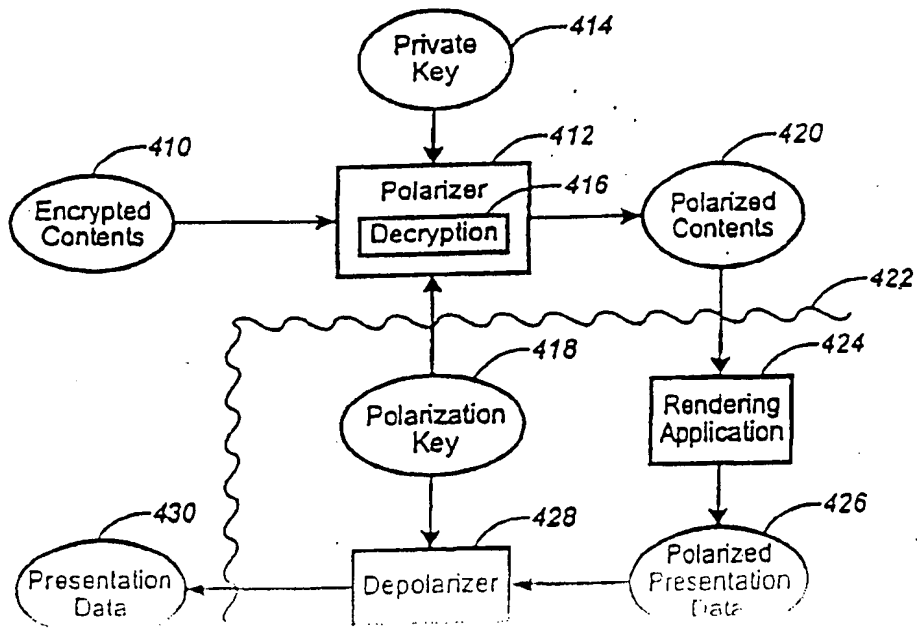 Private
Key
414
410
412
420
Encrypted
Contents
Polarizer
416
Decryption
Polarized
Contents
422
418
424
Polarization
Key
Rendering
Application
430
428
426
Presentation
Data
Depolarizer
Polarized
Presentation
Data